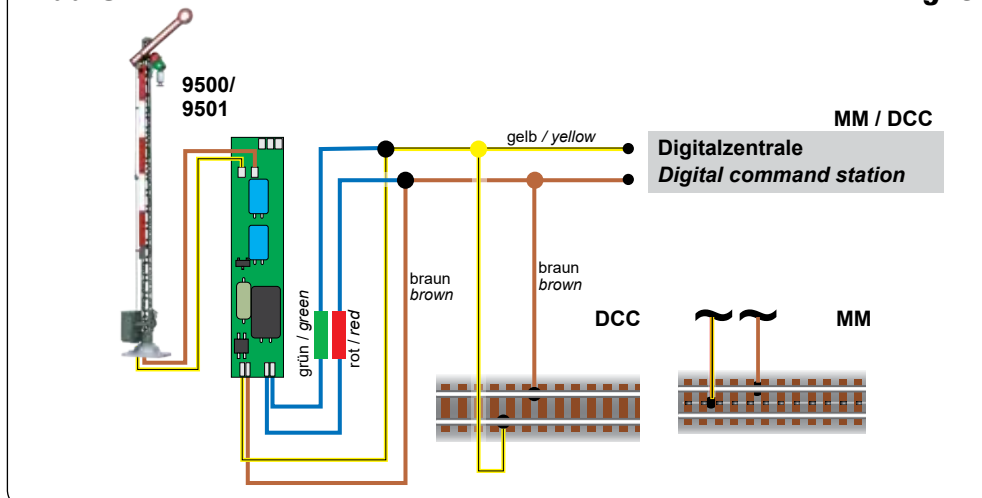 9500/
9501
gelb / yellow
MM / DCC
Digitalzentrale
Digital command station
braun
brown
braun
brown
grün / green
rot / red
DCC
MM